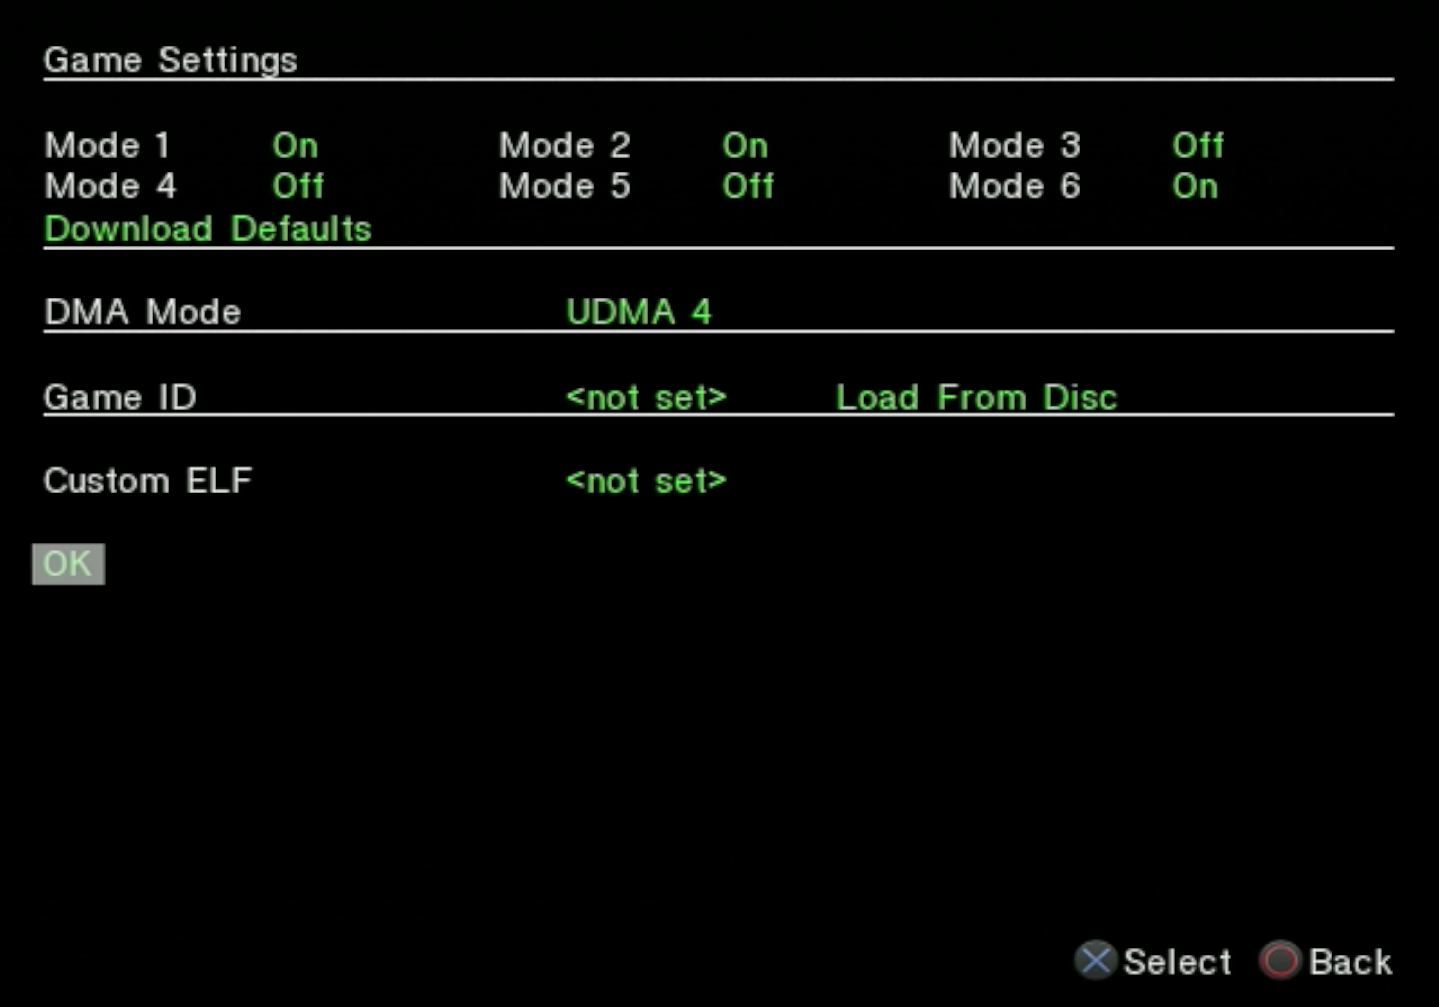 Game Settings
Mode 1 On Mode 2 On Mode 3 Off
Mode 4 Off Mode 5 Off Mode 6 On
Download Defaults
DMA Mode UDMA 4
Game ID <not set> Load From Disc
Custom ELF <not set>
OK
Select Back